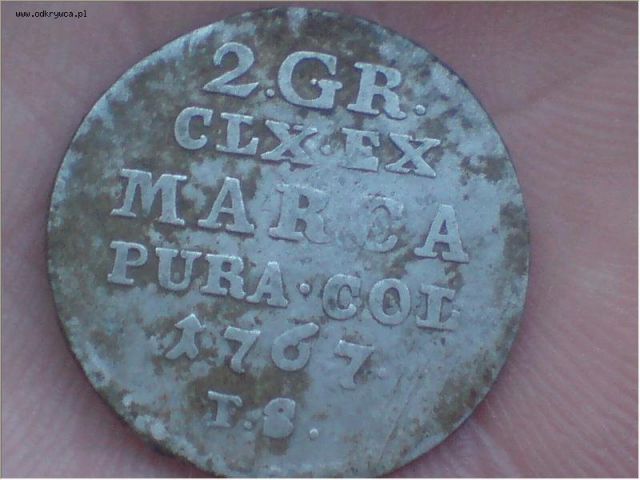 www.odkrywca.pl
2.GR.
CLX·EX
MARCA
PURA·COL
1767.
F.S.